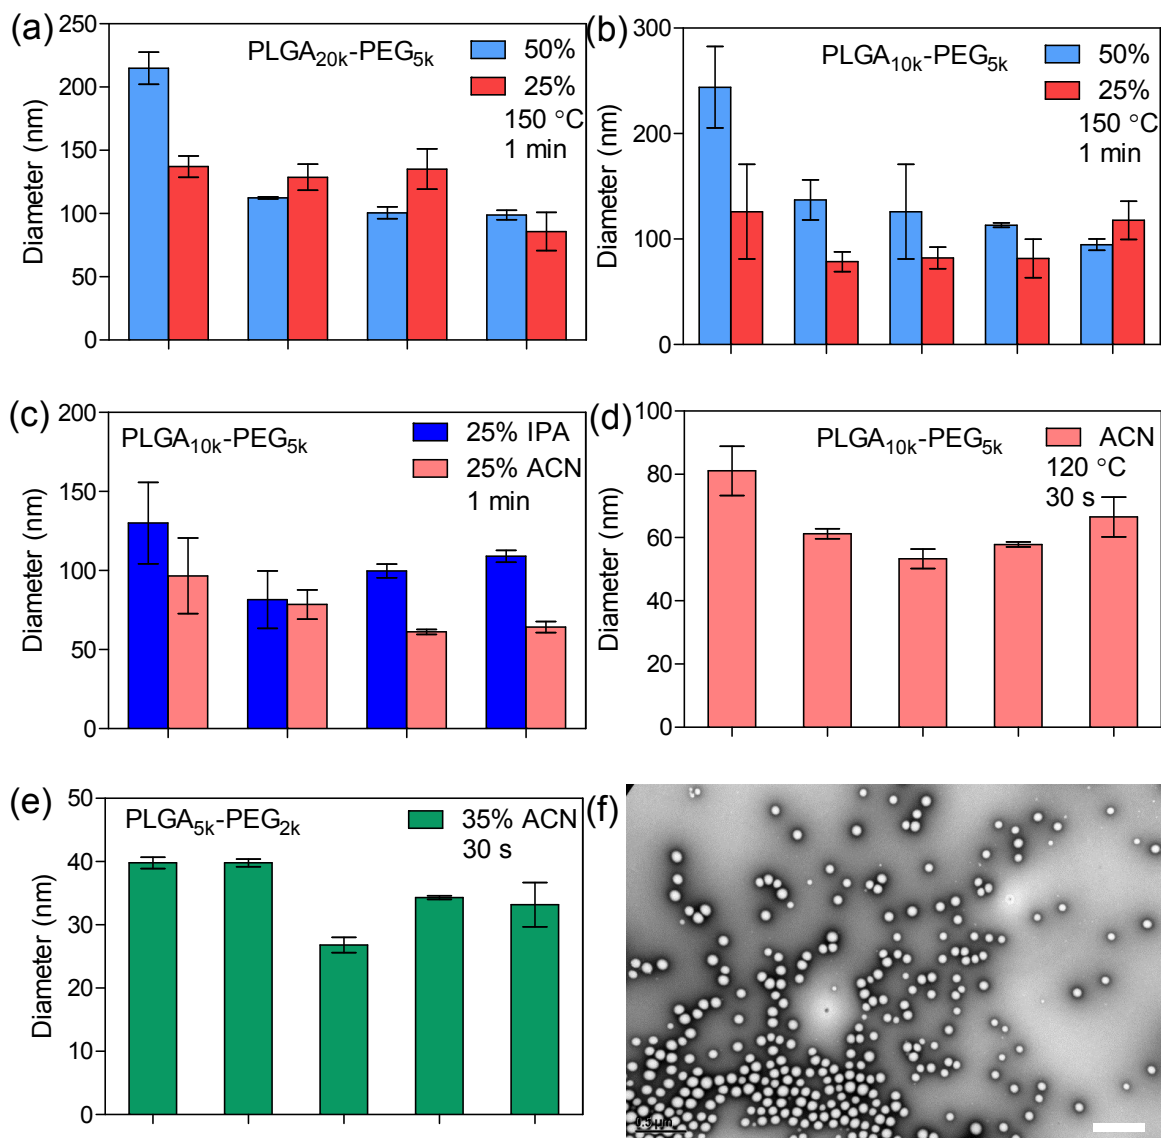 (a)
PLGA20k-PEG5k
50%
25%
150 °C
1 min
Diameter (nm)
250
200
150
100
50
0
(b)
PLGA10k-PEG5k
50%
25%
150 °C
1 min
Diameter (nm)
300
200
100
0
(c)
PLGA10k-PEG5k
25% IPA
25% ACN
1 min
Diameter (nm)
200
150
100
50
0
(d)
PLGA10k-PEG5k
ACN
120 °C
30 s
Diameter (nm)
100
80
60
40
20
0
(e)
PLGA5k-PEG2k
35% ACN
30 s
Diameter (nm)
50
40
30
20
10
0
(f)
0.5 µm